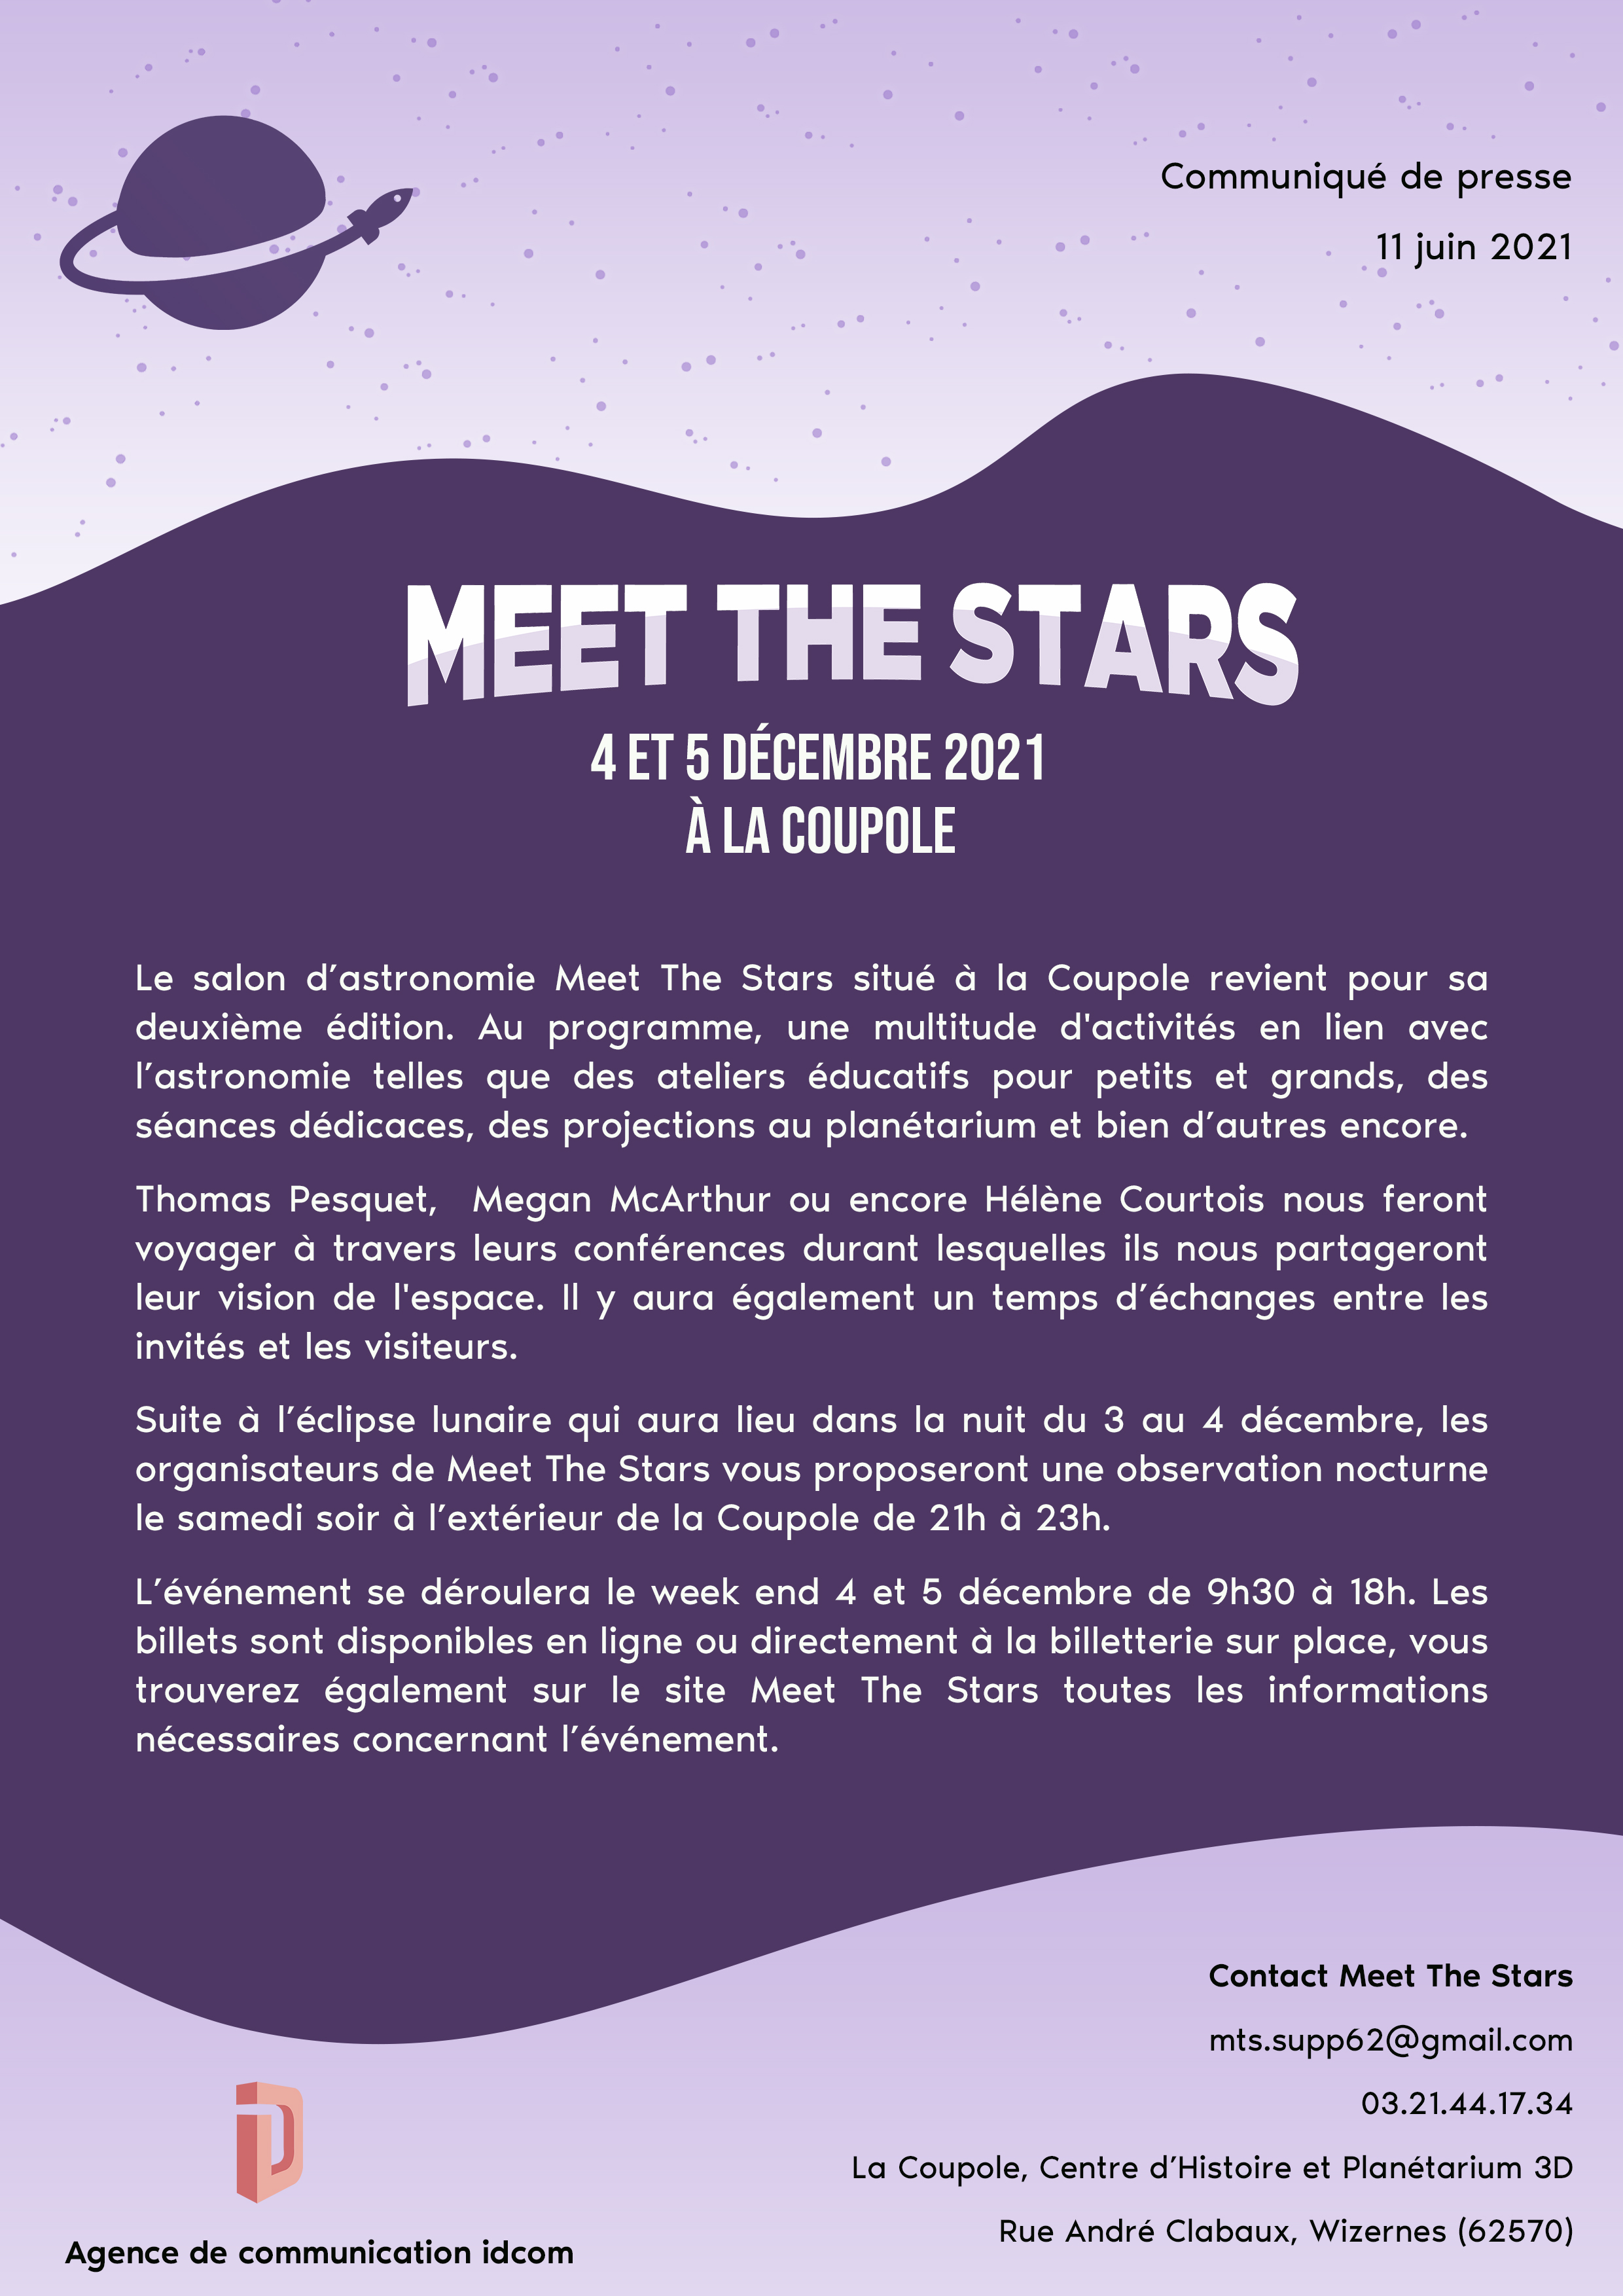 Communiqué de presse
11 juin 2021
MEET THE STARS
4 ET 5 DÉCEMBRE 2021
À LA COUPOLE
Le salon d’astronomie Meet The Stars situé à la Coupole revient pour sa
deuxième édition. Au programme, une multitude d'activités en lien avec
l’astronomie telles que des ateliers éducatifs pour petits et grands, des
séances dédicaces, des projections au planétarium et bien d’autres encore.
Thomas Pesquet, Megan McArthur ou encore Hélène Courtois nous feront
voyager à travers leurs conférences durant lesquelles ils nous partageront
leur vision de l'espace. Il y aura également un temps d’échanges entre les
invités et les visiteurs.
Suite à l’éclipse lunaire qui aura lieu dans la nuit du 3 au 4 décembre, les
organisateurs de Meet The Stars vous proposeront une observation nocturne
le samedi soir à l’extérieur de la Coupole de 21h à 23h.
L’événement se déroulera le week end 4 et 5 décembre de 9h30 à 18h. Les
billets sont disponibles en ligne ou directement à la billetterie sur place, vous
trouverez également sur le site Meet The Stars toutes les informations
nécessaires concernant l’événement.
Contact Meet The Stars
mts.supp62@gmail.com
03.21.44.17.34
La Coupole, Centre d’Histoire et Planétarium 3D
Rue André Clabaux, Wizernes (62570)
iD
Agence de communication idcom